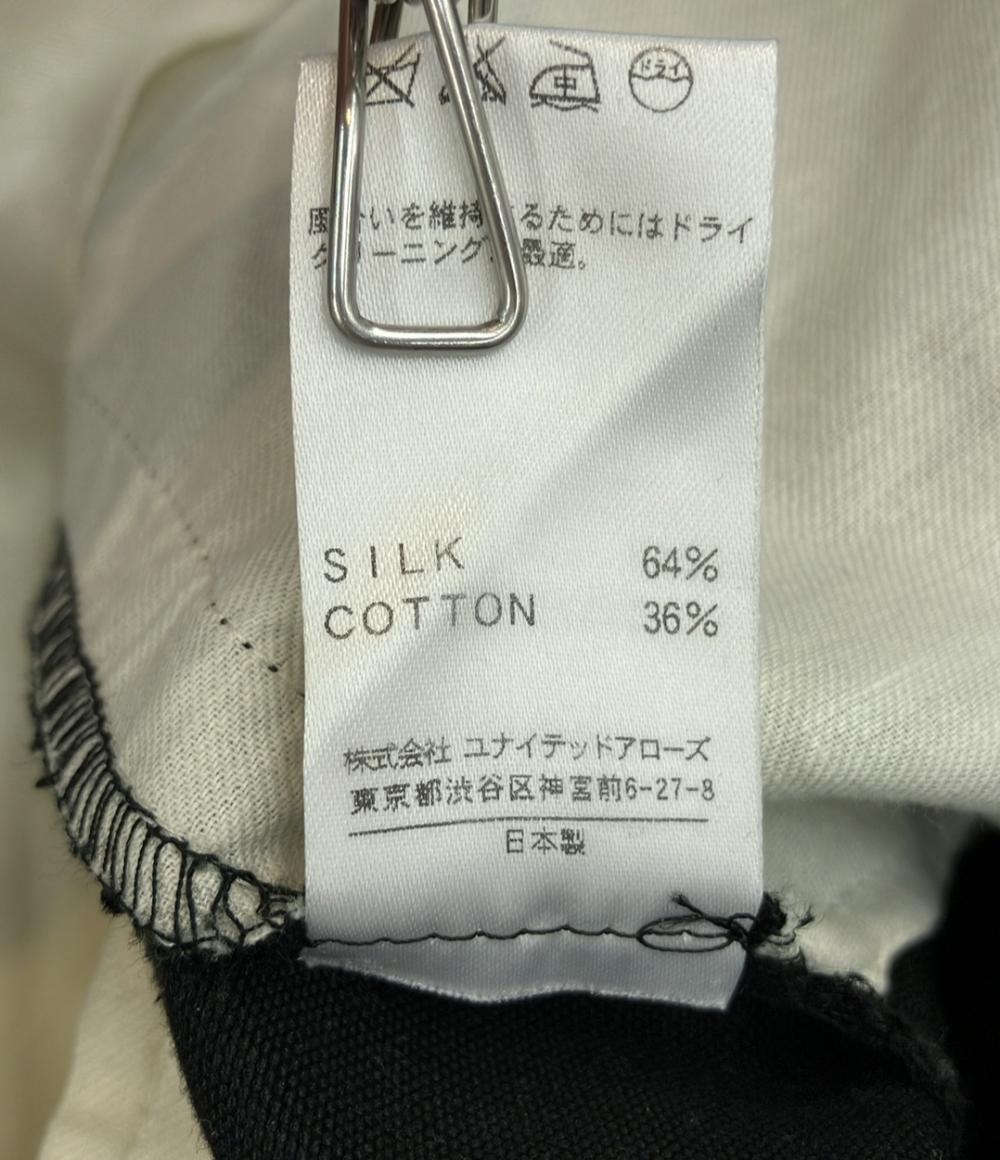 中 ドライ
いを維持るためにはドライ
ーニング 最適。
SILK 64%
COTTON 36%
株式会社 ユナイテッドアローズ
東京都渋谷区神宮前6-27-8
日本製